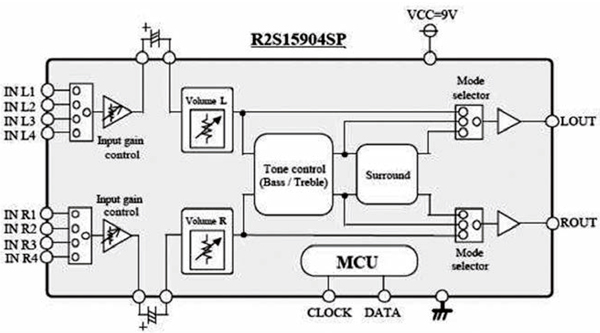 VCC=9V
R2S15904SP
IN L1
IN L2
IN L3
IN L4
Input gain
control
Volume L
Mode
selector
LOUT
Tone control
(Bass / Treble)
Surround
Input gain
control
IN R1
IN R2
IN R3
IN R4
Volume R
ROUT
Mode
selector
MCU
CLOCK
DATA
+
+